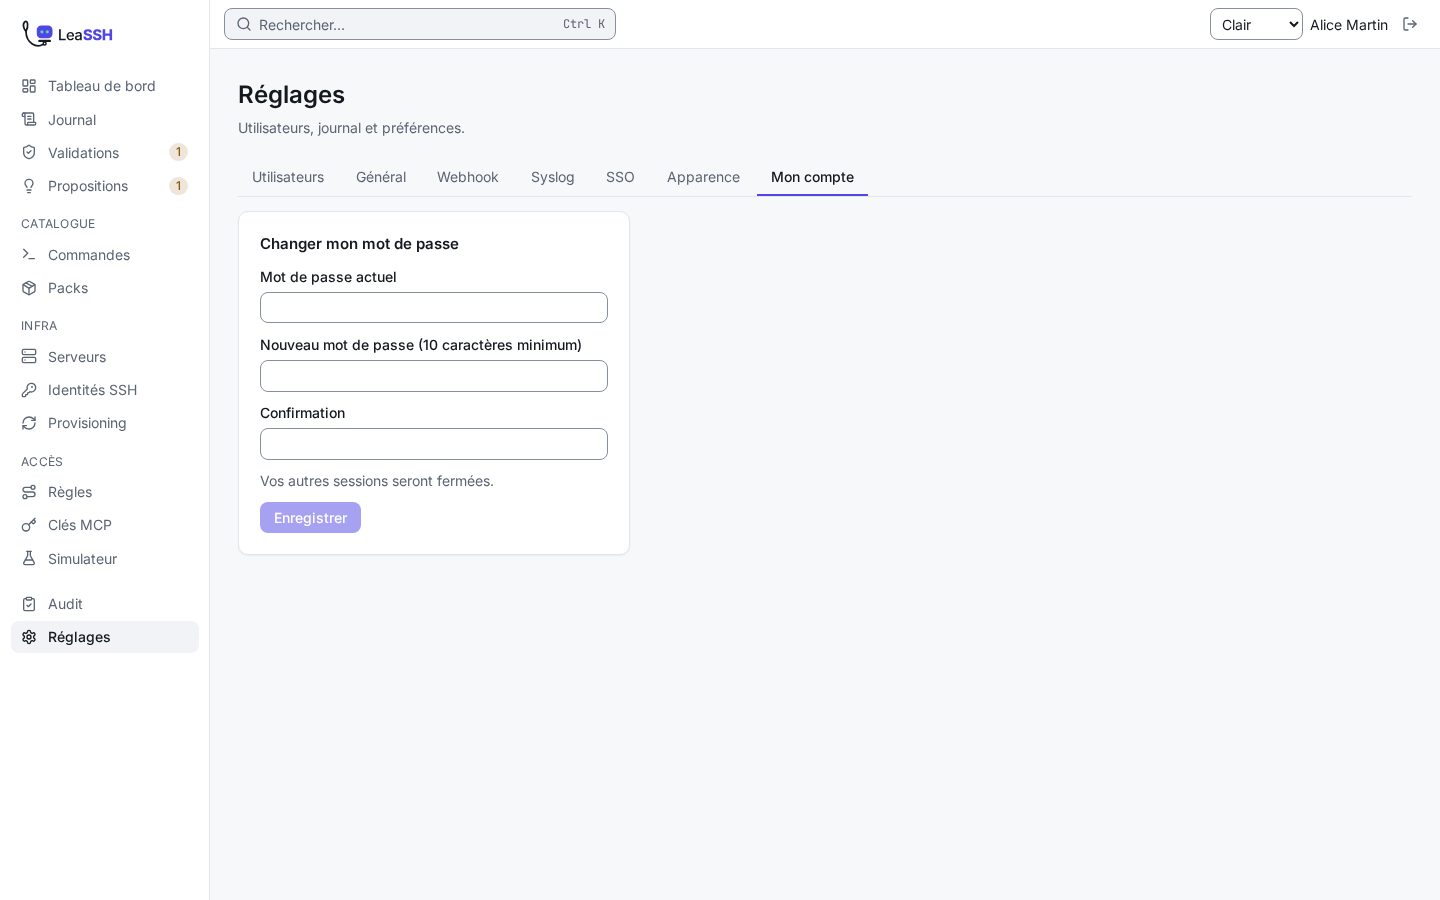 LeaSSH
Rechercher... Ctrl K
Clair
Alice Martin
Tableau de bord
Journal
Validations 1
Propositions 1
CATALOGUE
Commandes
Packs
INFRA
Serveurs
Identités SSH
Provisioning
ACCÈS
Règles
Clés MCP
Simulateur
Audit
Réglages
Réglages
Utilisateurs, journal et préférences.
Utilisateurs Général Webhook Syslog SSO Apparence Mon compte
Changer mon mot de passe
Mot de passe actuel
Nouveau mot de passe (10 caractères minimum)
Confirmation
Vos autres sessions seront fermées.
Enregistrer